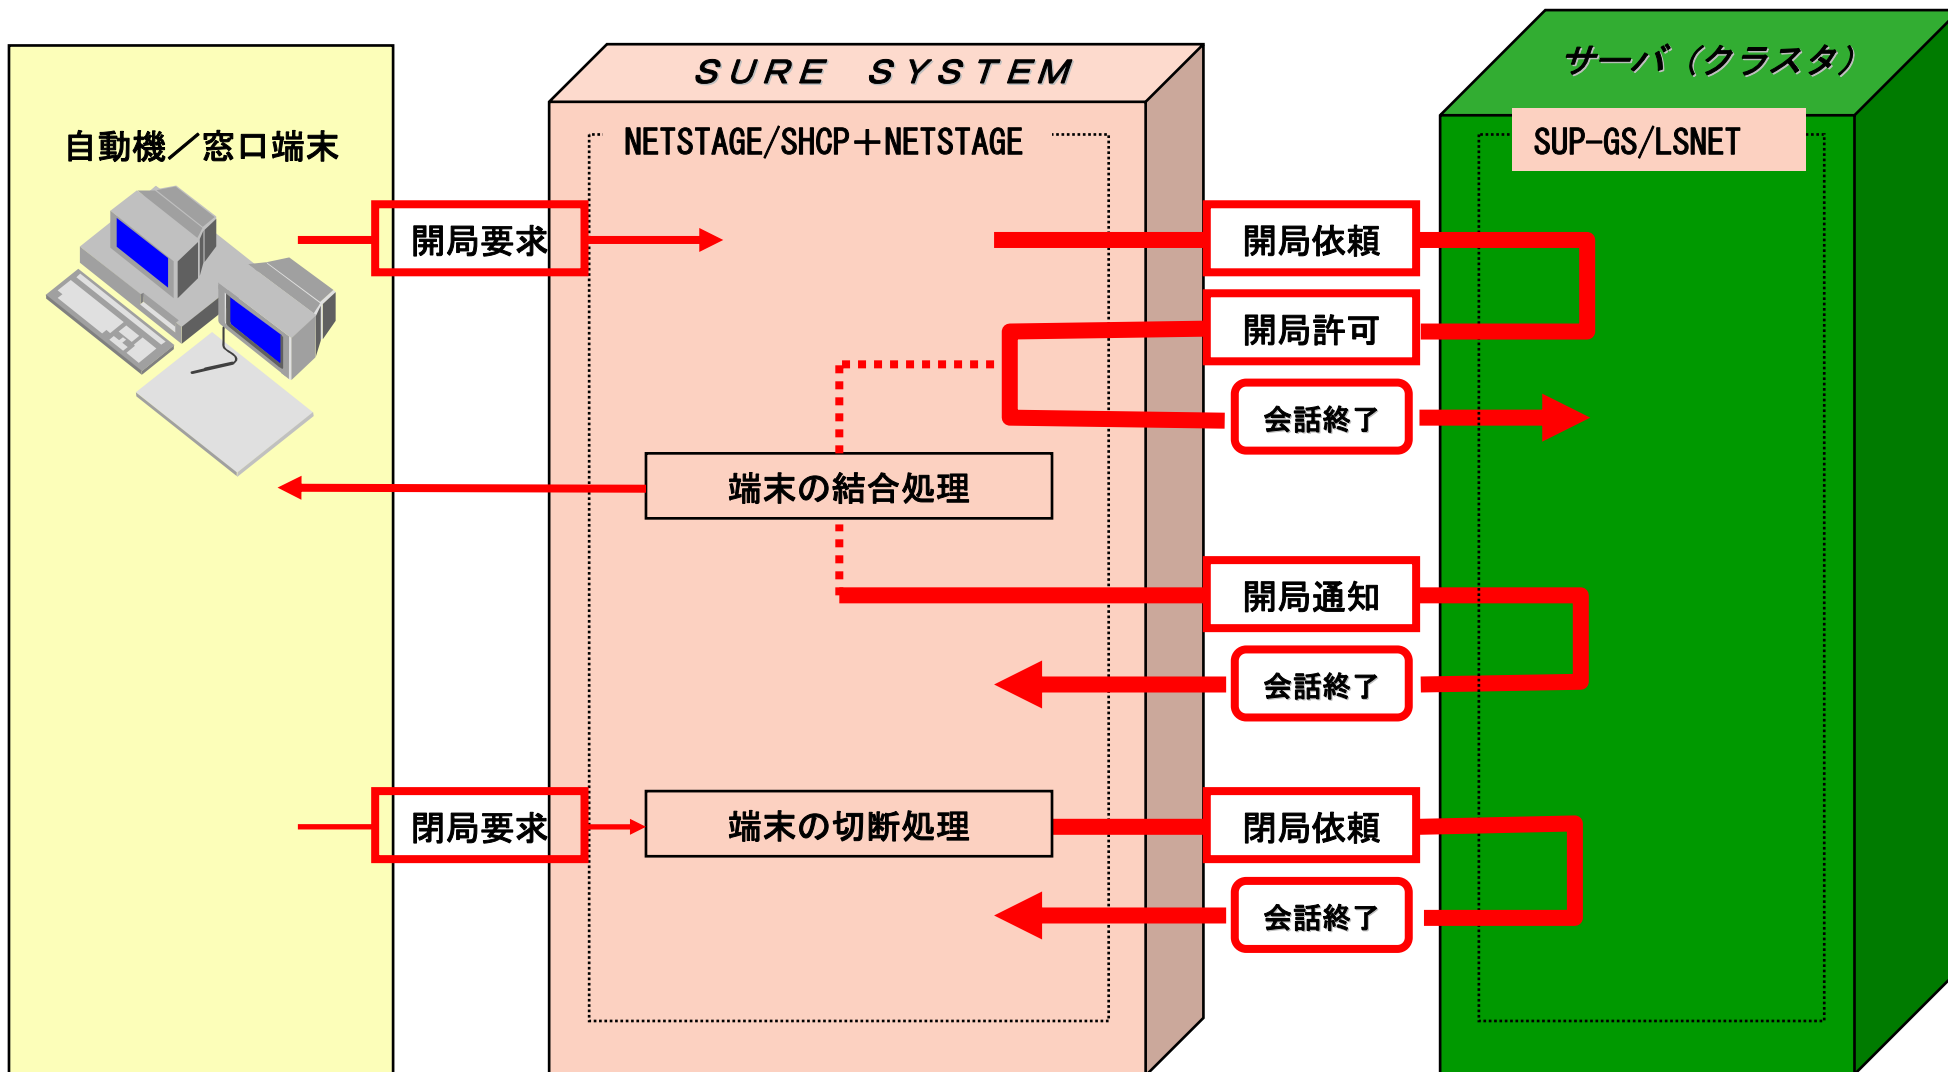 SURE SYSTEM
サーバ（クラスタ）
自動機／窓口端末
NETSTAGE/SHCP＋NETSTAGE
SUP-GS/LSNET
開局要求
開局依頼
開局許可
会話終了
端末の結合処理
開局通知
会話終了
閉局要求
端末の切断処理
閉局依頼
会話終了